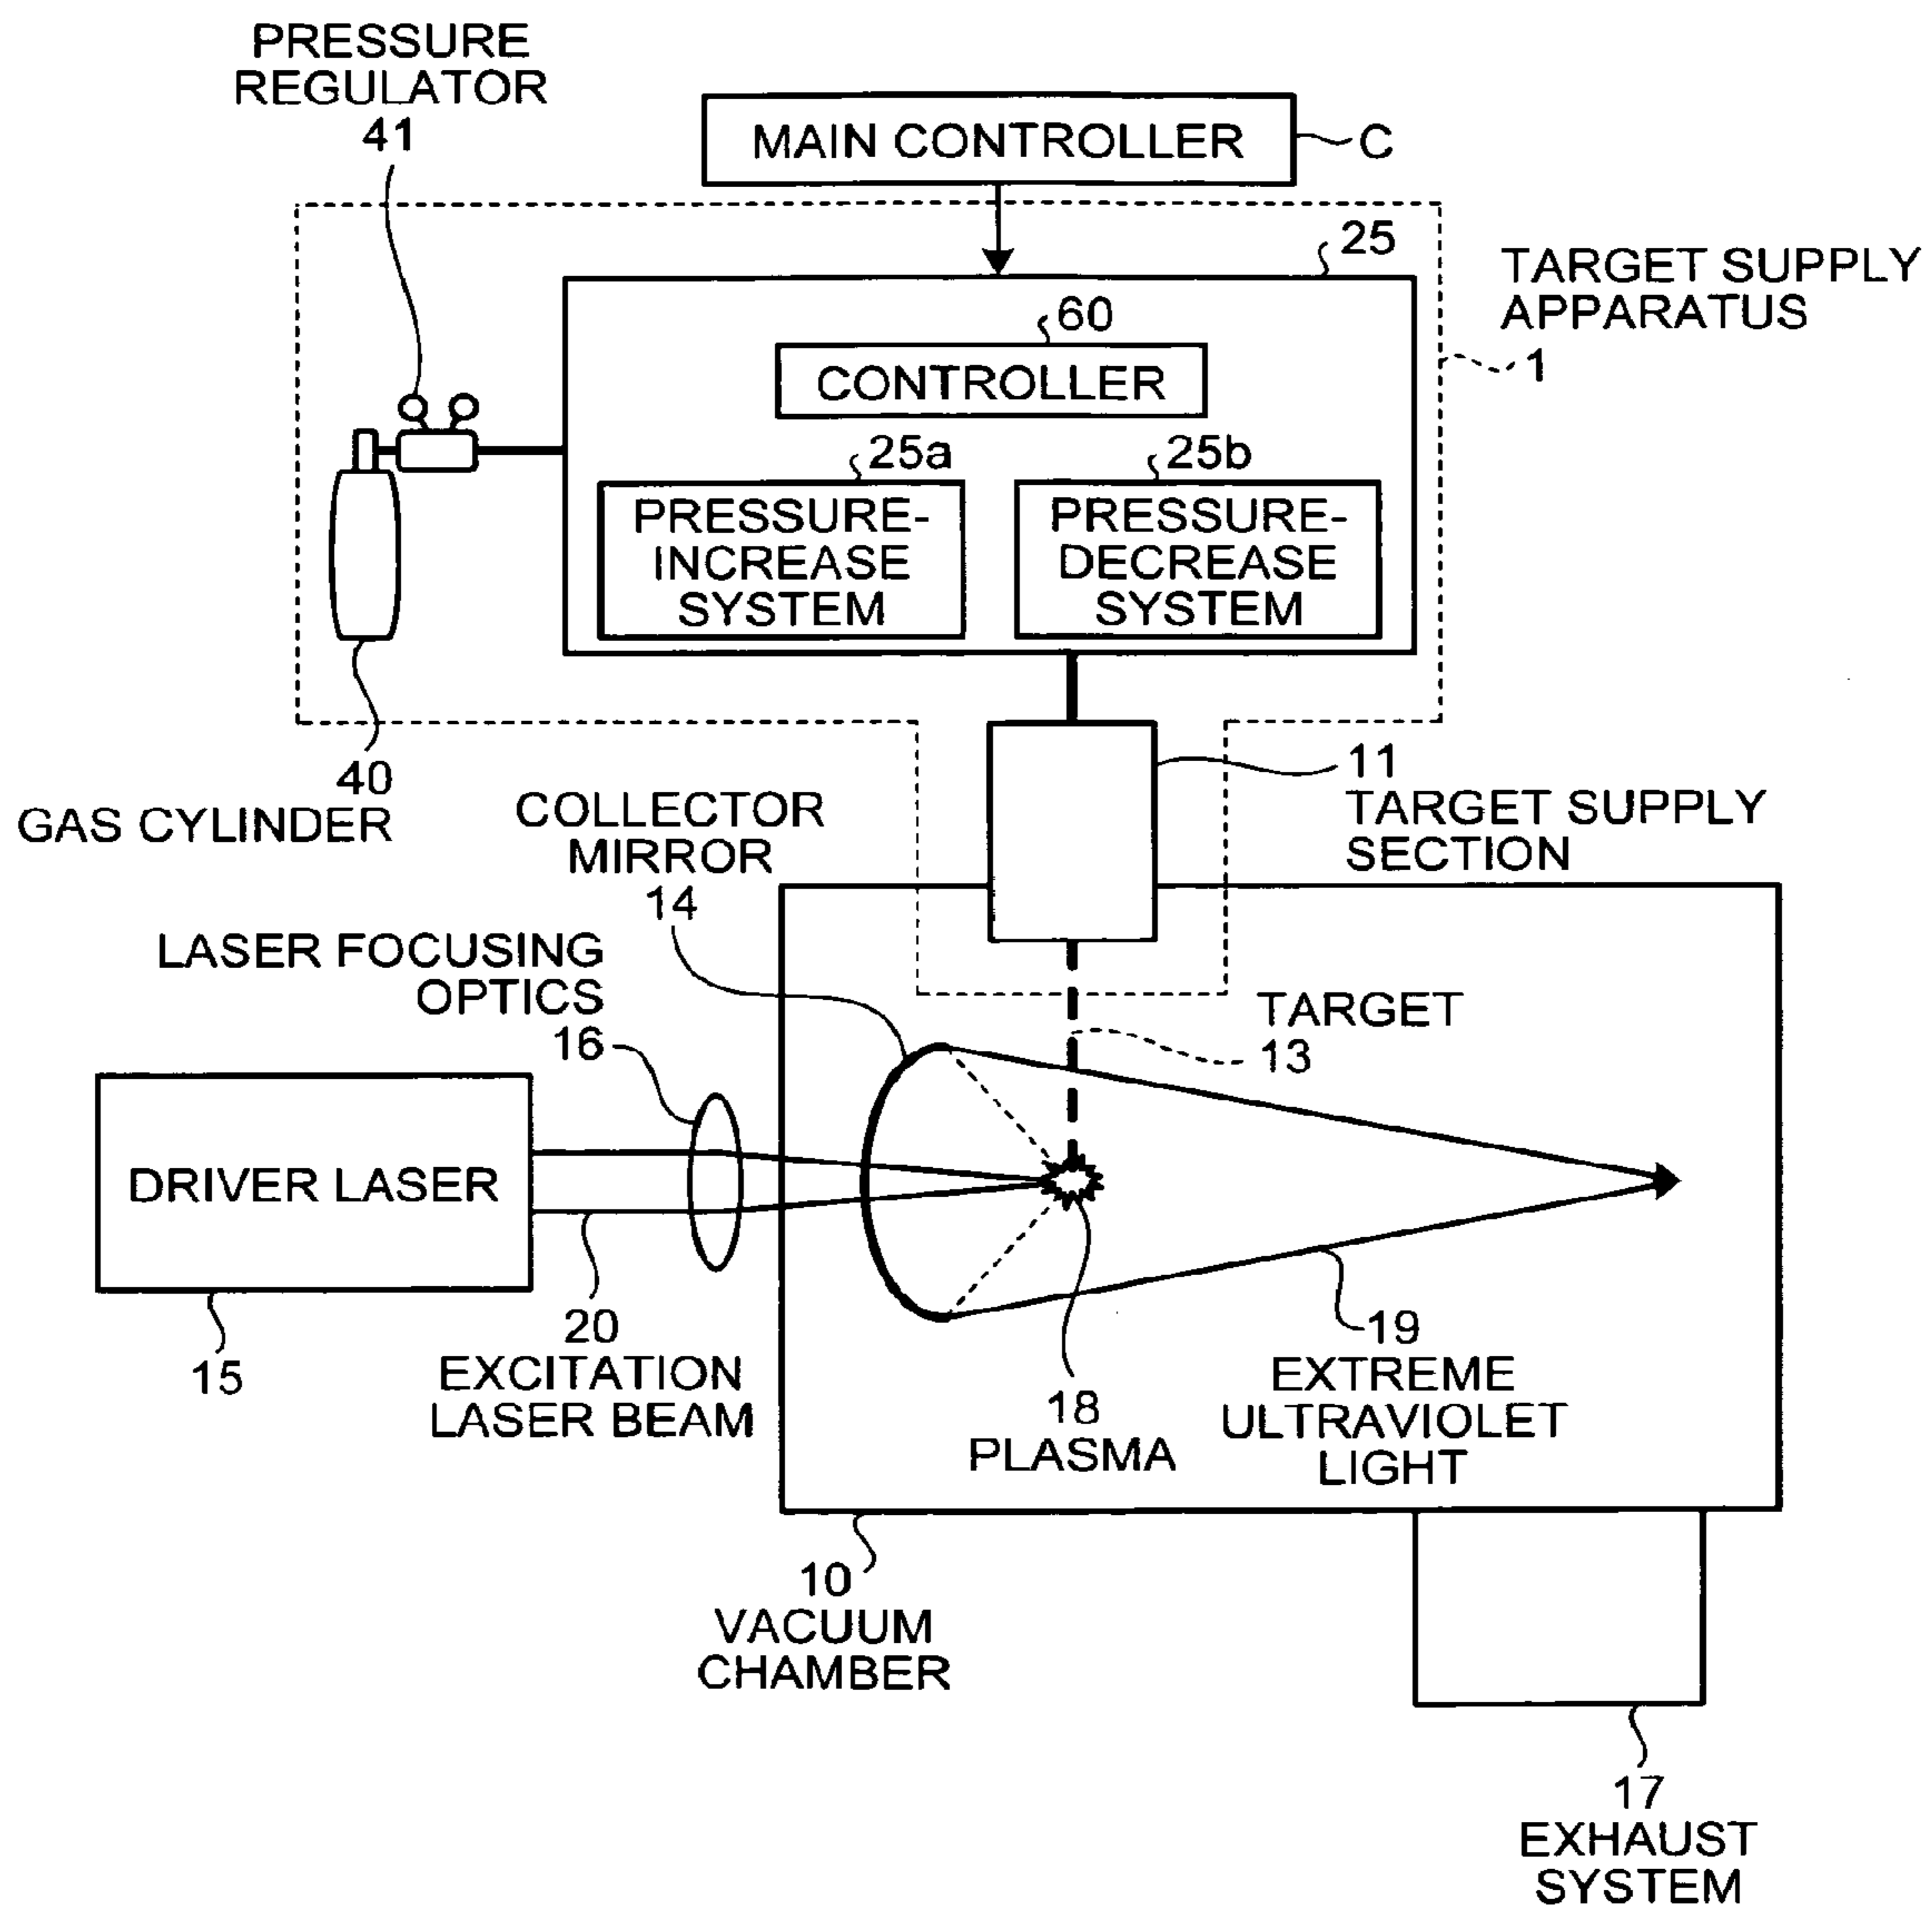 PRESSURE
REGULATOR
41
MAIN CONTROLLER
C
25
TARGET SUPPLY
APPARATUS
1
60
CONTROLLER
25a
25b
PRESSURE-
INCREASE
SYSTEM
PRESSURE-
DECREASE
SYSTEM
40
GAS CYLINDER
11
TARGET SUPPLY
SECTION
COLLECTOR
MIRROR
14
LASER FOCUSING
OPTICS
16
TARGET
13
DRIVER LASER
15
20
EXCITATION
LASER BEAM
18
PLASMA
19
EXTREME
ULTRAVIOLET
LIGHT
10
VACUUM
CHAMBER
17
EXHAUST
SYSTEM